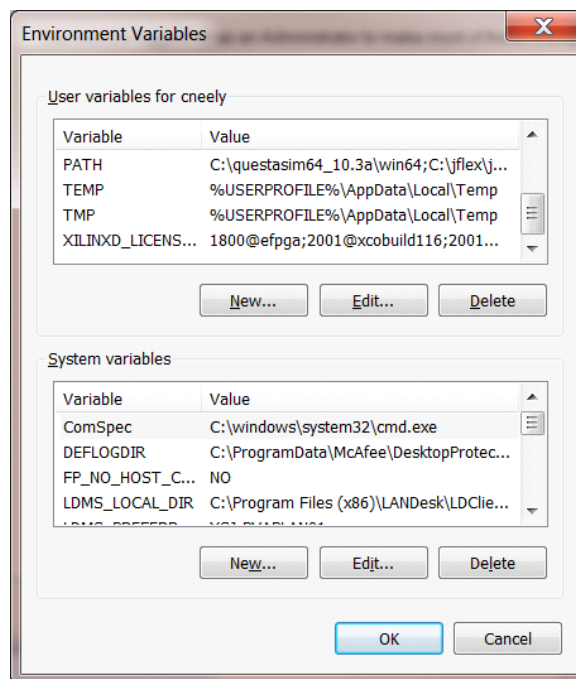 Environment Variables
User variables for cneely
Variable Value
PATH C:\questasim64_10.3a\win64;C:\jflex\j...
TEMP %USERPROFILE%\AppData\Local\Temp
TMP %USERPROFILE%\AppData\Local\Temp
XILINXD_LICENS... 1800@efpga;2001@xcobuild116;2001...
New... Edit... Delete
System variables
Variable Value
ComSpec C:\windows\system32\cmd.exe
DEFLOGDIR C:\ProgramData\McAfee\DesktopProtec...
FP_NO_HOST_C... NO
LDMS_LOCAL_DIR C:\Program Files (x86)\LANDesk\LDClie...
New... Edit... Delete
OK Cancel